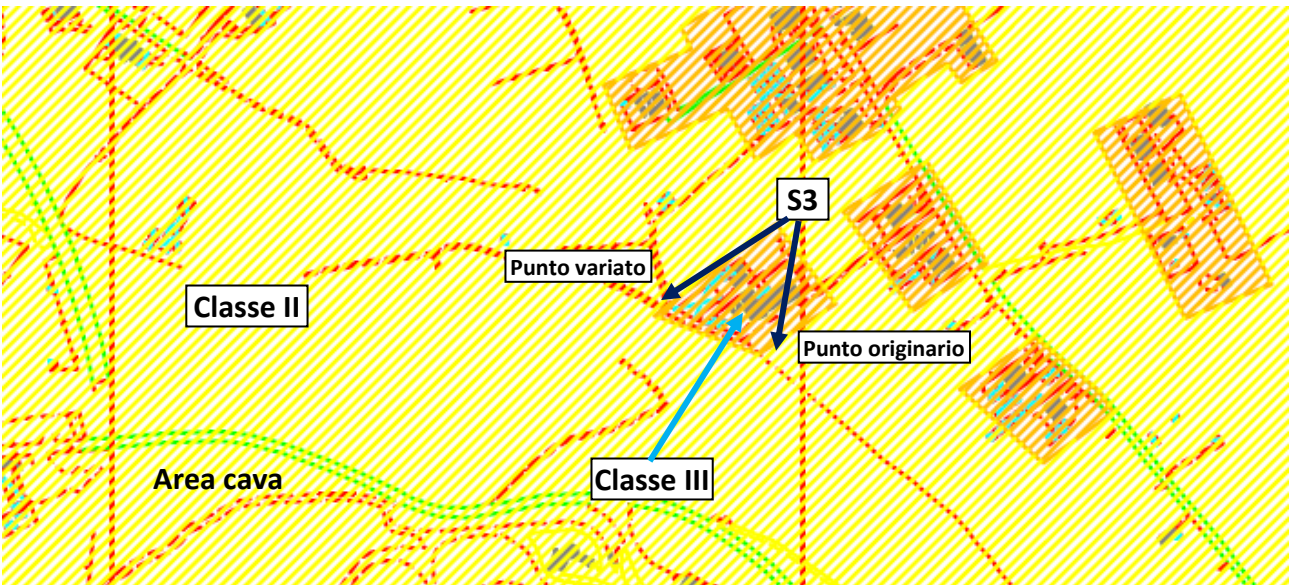 S3
Punto variato
Classe II
Punto originario
Area cava
Classe III